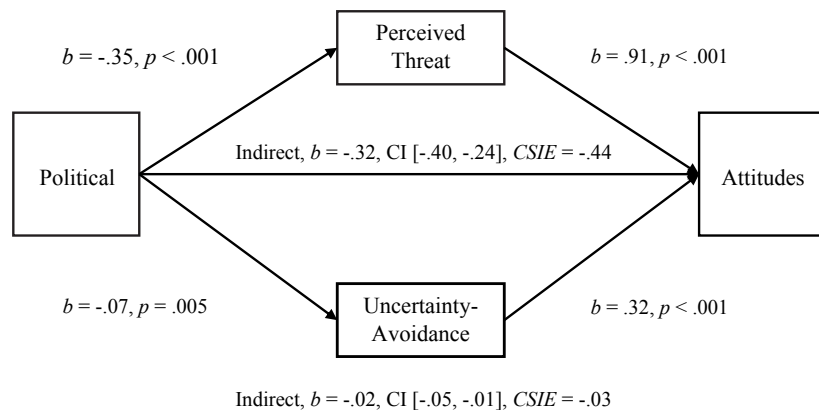 Perceived
Threat
b = -.35, p < .001
b = .91, p < .001
Indirect, b = -.32, CI [-.40, -.24], CSIE = -.44
Political
Attitudes
Uncertainty-
Avoidance
b = -.07, p = .005
b = .32, p < .001
Indirect, b = -.02, CI [-.05, -.01], CSIE = -.03